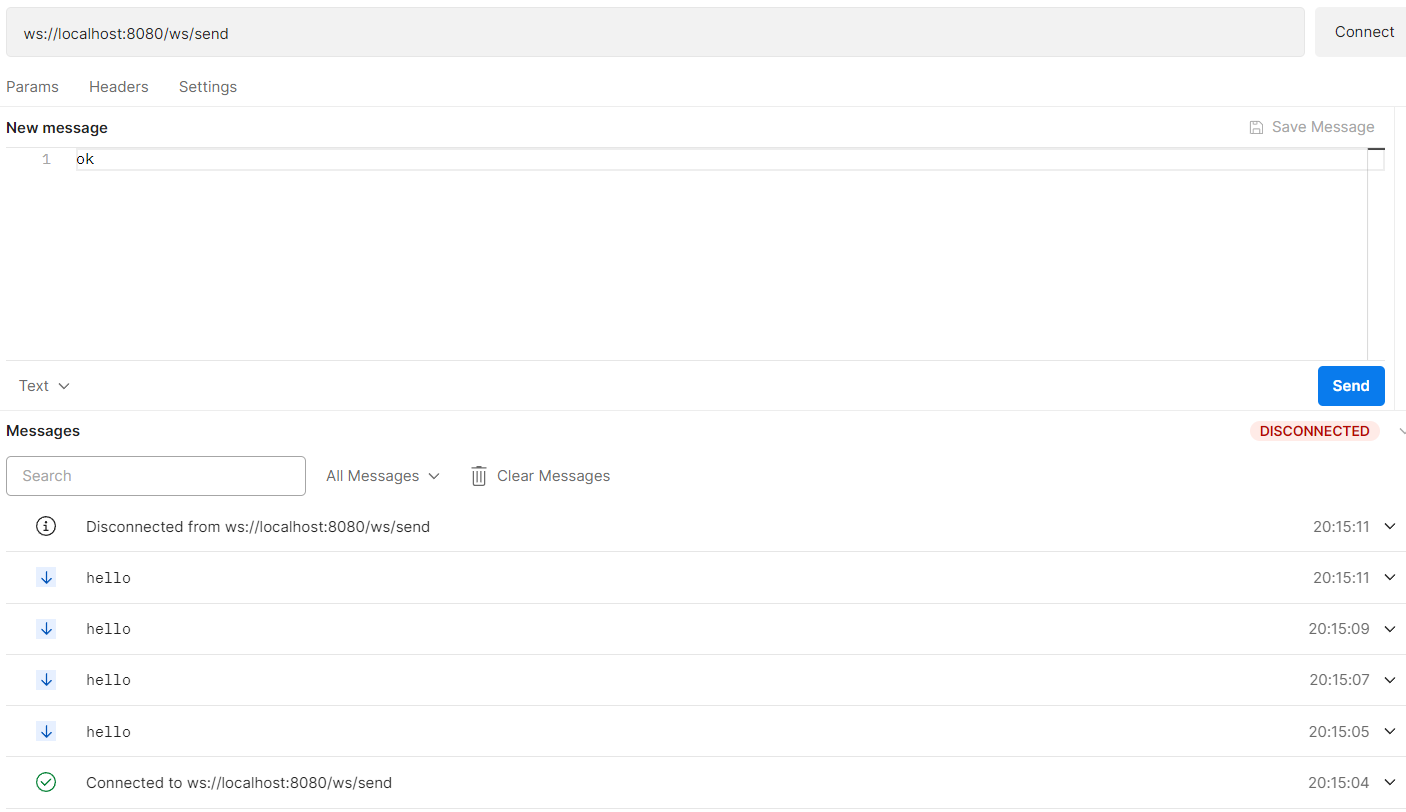 ws://localhost:8080/ws/send Connect
Params Headers Settings
New message Save Message
1 ok
Text Send
Messages DISCONNECTED
Search All Messages Clear Messages
Disconnected from ws://localhost:8080/ws/send 20:15:11
hello 20:15:11
hello 20:15:09
hello 20:15:07
hello 20:15:05
Connected to ws://localhost:8080/ws/send 20:15:04